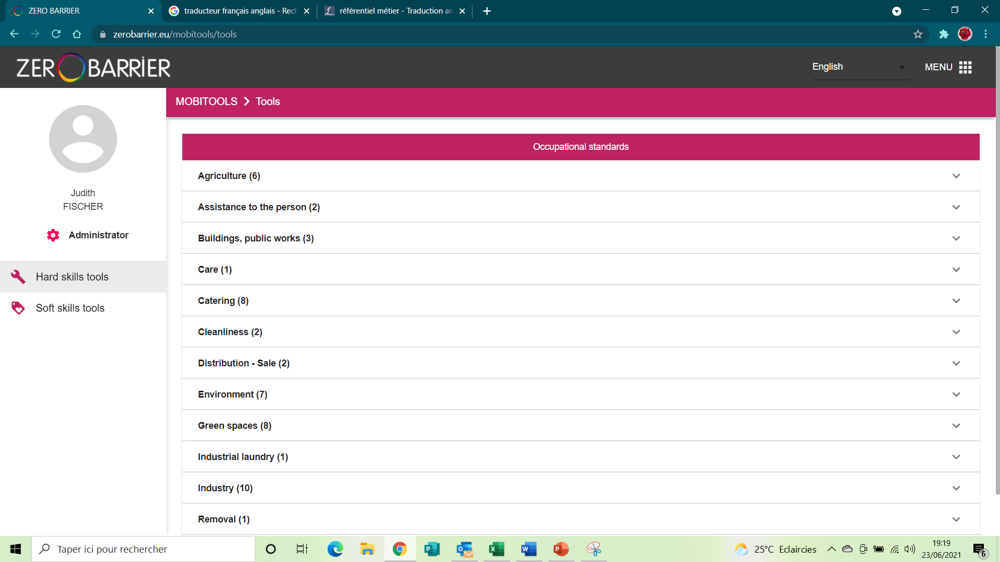 ZERO BARRIER
traducteur français anglais - Rech
référentiel métier - Traduction an
zerobarrier.eu/mobitools/tools
ZEROBARRIER
English
MENU
MOBITOOLS
Tools
Judith
FISCHER
Administrator
Hard skills tools
Soft skills tools
Occupational standards
Agriculture (6)
Assistance to the person (2)
Buildings, public works (3)
Care (1)
Catering (8)
Cleanliness (2)
Distribution - Sale (2)
Environment (7)
Green spaces (8)
Industrial laundry (1)
Industry (10)
Removal (1)
Taper ici pour rechercher
25°C Eclaircies
19:19
23/06/2021
6